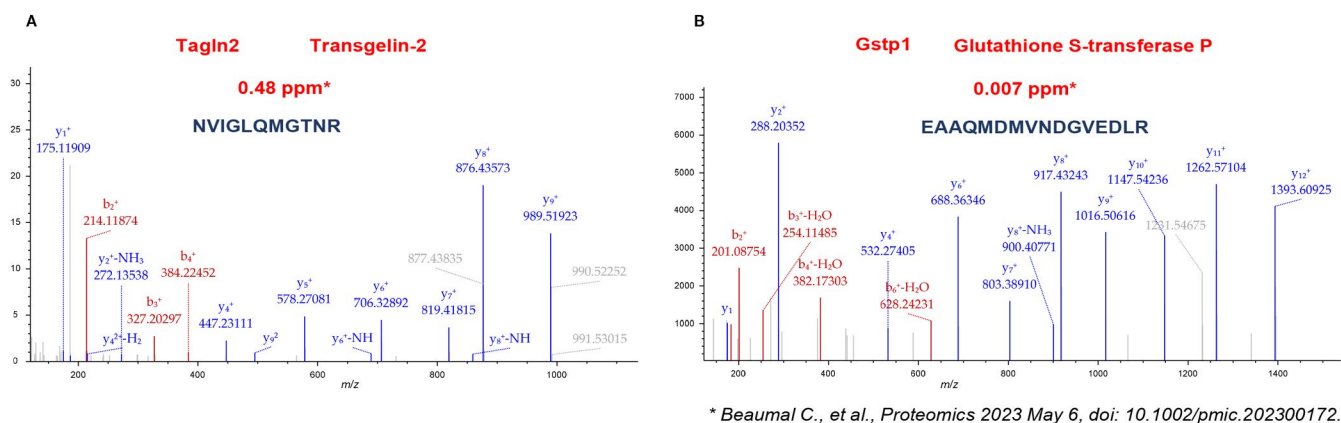 A
Tagln2 Transgelin-2
0.48 ppm*
NVIGLQMGTNR
30
25
20
15
10
5
0
200
400
600
800
1000
m/z
y₁⁺
175.11909
b₂⁺
214.11874
y₂⁺-NH₃
272.13538
y₄²⁺-H₂
b₃⁺
327.20297
b₄⁺
384.22452
y₄⁺
447.23111
y₉²
y₅⁺
578.27081
y₆⁺-NH
y₆⁺
706.32892
y₇⁺
819.41815
y₈⁺
876.43573
877.43835
y₈⁺-NH
y₉⁺
989.51923
990.52252
991.53015
B
Gstp1 Glutathione S-transferase P
0.007 ppm*
EAAQMDMVNDGVEDLR
7000
6000
5000
4000
3000
2000
1000
200
400
600
800
1000
1200
1400
m/z
y₁
b₂⁺
201.08754
y₂⁺
288.20352
b₃⁺-H₂O
254.11485
b₄⁺-H₂O
382.17303
y₄⁺
532.27405
b₆⁺-H₂O
628.24231
y₆⁺
688.36346
y₇⁺
803.38910
y₈⁺-NH₃
900.40771
y₈⁺
917.43243
y₉⁺
1016.50616
y₁₀⁺
1147.54236
1231.54675
y₁₁⁺
1262.57104
y₁₂⁺
1393.60925
* Beaumal C., et al., Proteomics 2023 May 6, doi: 10.1002/pmic.202300172.